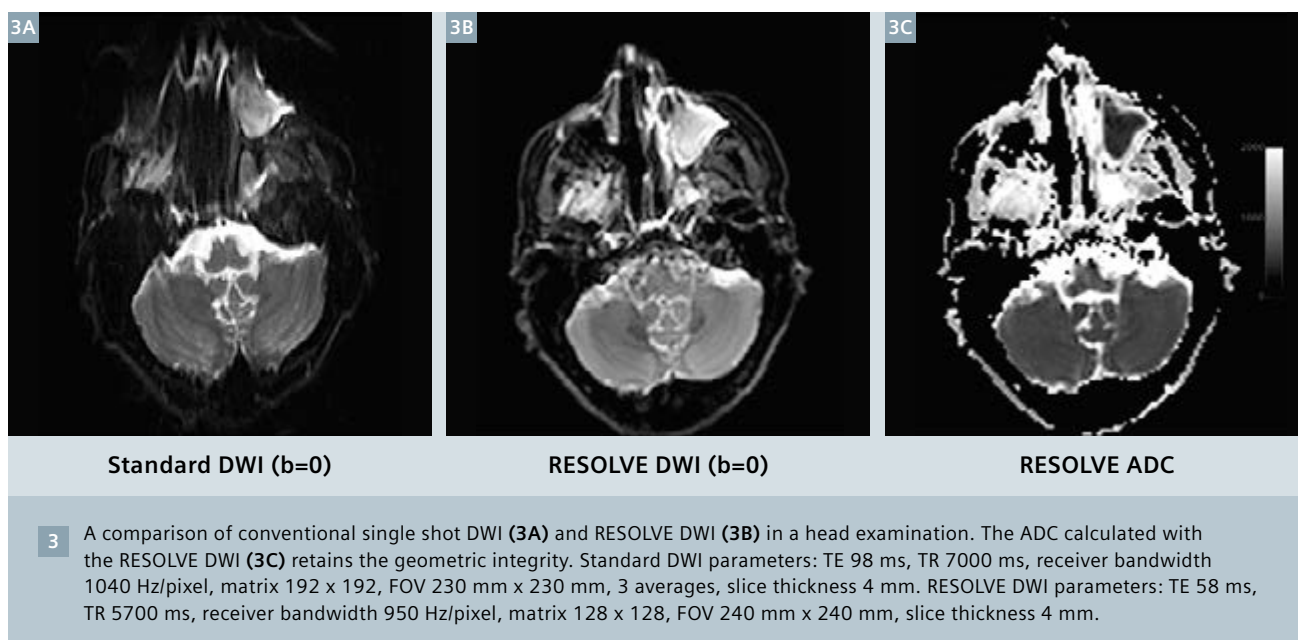 3A
3B
3C
2000
1000
Standard DWI (b=0)
RESOLVE DWI (b=0)
RESOLVE ADC
3
A comparison of conventional single shot DWI (3A) and RESOLVE DWI (3B) in a head examination. The ADC calculated with
the RESOLVE DWI (3C) retains the geometric integrity. Standard DWI parameters: TE 98 ms, TR 7000 ms, receiver bandwidth
1040 Hz/pixel, matrix 192 x 192, FOV 230 mm x 230 mm, 3 averages, slice thickness 4 mm. RESOLVE DWI parameters: TE 58 ms,
TR 5700 ms, receiver bandwidth 950 Hz/pixel, matrix 128 x 128, FOV 240 mm x 240 mm, slice thickness 4 mm.